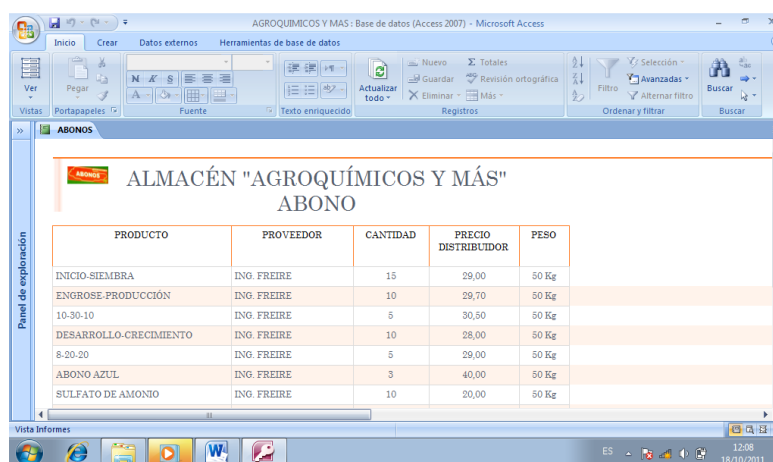 AGROQUIMICOS Y MAS : Base de datos (Access 2007) - Microsoft Access
Inicio Crear Datos externos Herramientas de base de datos
Ver
Pegar
N K S
A
Actualizar todo
Nuevo
Guardar
Eliminar
Totales
Revisión ortográfica
Más
Filtro
Selección
Avanzadas
Alternar filtro
Buscar
Vistas Portapapeles Fuente Texto enriquecido Registros Ordenar y filtrar Buscar
ABONOS
Panel de exploración
ABONOS
ALMACÉN "AGROQUÍMICOS Y MÁS"
ABONO
PRODUCTO PROVEEDOR CANTIDAD PRECIO DISTRIBUIDOR PESO
INICIO-SIEMBRA ING. FREIRE 15 29,00 50 Kg
ENGROSE-PRODUCCIÓN ING. FREIRE 10 29,70 50 Kg
10-30-10 ING. FREIRE 5 30,50 50 Kg
DESARROLLO-CRECIMIENTO ING. FREIRE 10 28,00 50 Kg
8-20-20 ING. FREIRE 5 29,00 50 Kg
ABONO AZUL ING. FREIRE 3 40,00 50 Kg
SULFATO DE AMONIO ING. FREIRE 10 20,00 50 Kg
Vista Informes
ES 12:08
18/10/2011